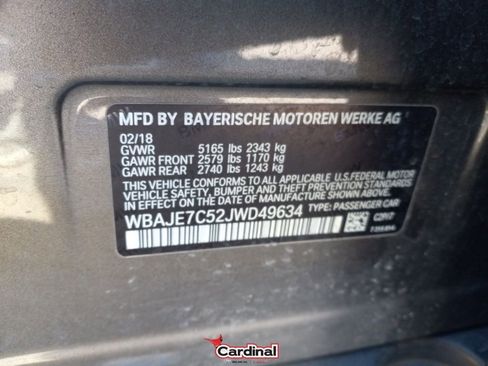 MFD BY BAYERISCHE MOTOREN WERKE AG
02/18
GVWR 5165 lbs 2343 kg
GAWR FRONT 2579 lbs 1170 kg
GAWR REAR 2740 lbs 1243 kg
THIS VEHICLE CONFORMS TO ALL APPLICABLE U.S. FEDERAL MOTOR
VEHICLE SAFETY, BUMPER, AND THEFT PREVENTION
STANDARDS IN EFFECT ON THE DATE OF MANUFACTURE SHOWN ABOVE.
WBAJE7C52JWD49634 TYPE: PASSENGER CAR
Cardinal